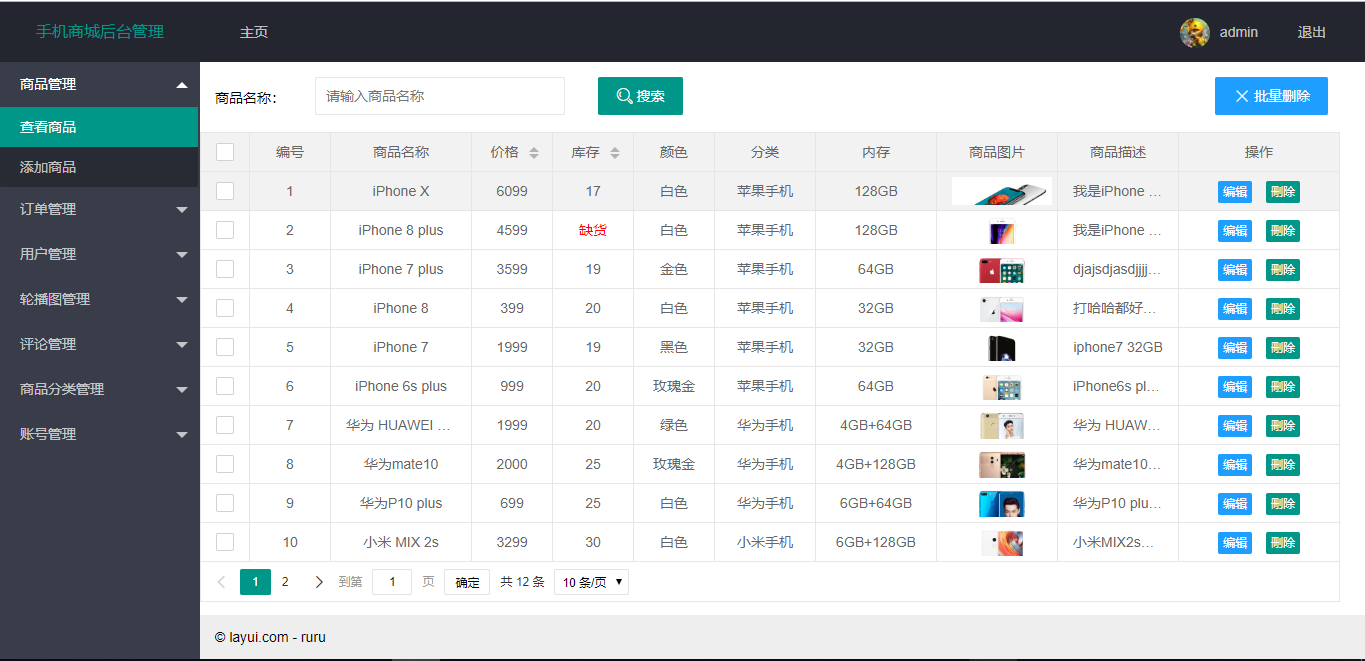 手机商城后台管理 主页 admin 退出
商品管理
查看商品
添加商品
订单管理
用户管理
轮播图管理
评论管理
商品分类管理
账号管理
商品名称: 请输入商品名称 搜索 批量删除
编号 商品名称 价格 库存 颜色 分类 内存 商品图片 商品描述 操作
1 iPhone X 6099 17 白色 苹果手机 128GB 我是iPhone … 编辑 刪除
2 iPhone 8 plus 4599 缺货 白色 苹果手机 128GB 我是iPhone … 编辑 刪除
3 iPhone 7 plus 3599 19 金色 苹果手机 64GB djajsdjasdjjjj… 编辑 刪除
4 iPhone 8 399 20 白色 苹果手机 32GB 打哈哈都好… 编辑 刪除
5 iPhone 7 1999 19 黑色 苹果手机 32GB iphone7 32GB 编辑 刪除
6 iPhone 6s plus 999 20 玫瑰金 苹果手机 64GB iPhone6s pl… 编辑 刪除
7 华为 HUAWEI … 1999 20 绿色 华为手机 4GB+64GB 华为 HUAW… 编辑 刪除
8 华为mate10 2000 25 玫瑰金 华为手机 4GB+128GB 华为mate10… 编辑 刪除
9 华为P10 plus 699 25 白色 华为手机 6GB+64GB 华为P10 plu… 编辑 刪除
10 小米 MIX 2s 3299 30 白色 小米手机 6GB+128GB 小米MIX2s… 编辑 刪除
1 2 到第 1 页 确定 共 12 条 10 条/页
© layui.com - ruru